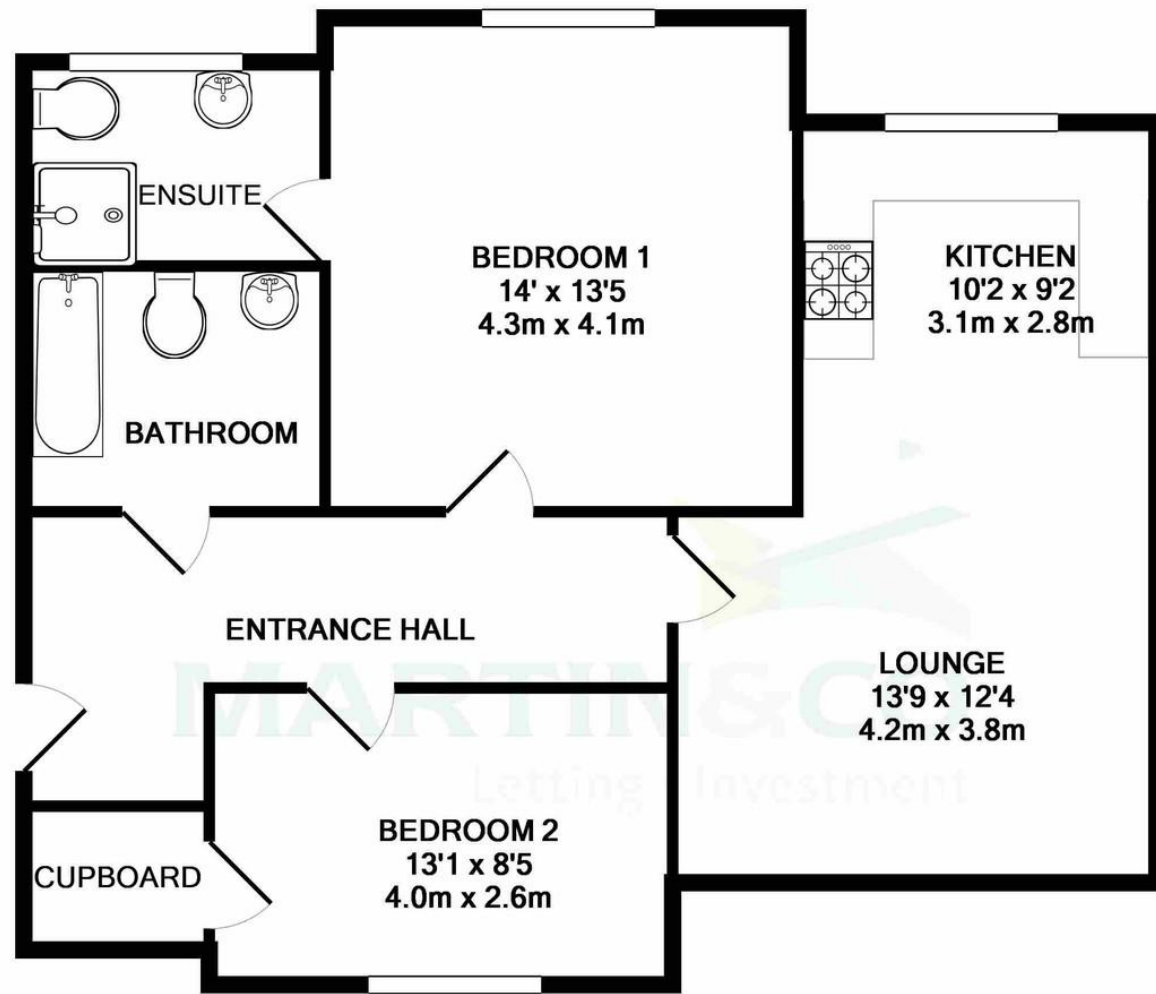 ENSUITE
BEDROOM 1
14' x 13'5
4.3m x 4.1m
KITCHEN
10'2 x 9'2
3.1m x 2.8m
BATHROOM
ENTRANCE HALL
LOUNGE
13'9 x 12'4
4.2m x 3.8m
MARTIN&CO
Letting Investment
BEDROOM 2
13'1 x 8'5
4.0m x 2.6m
CUPBOARD